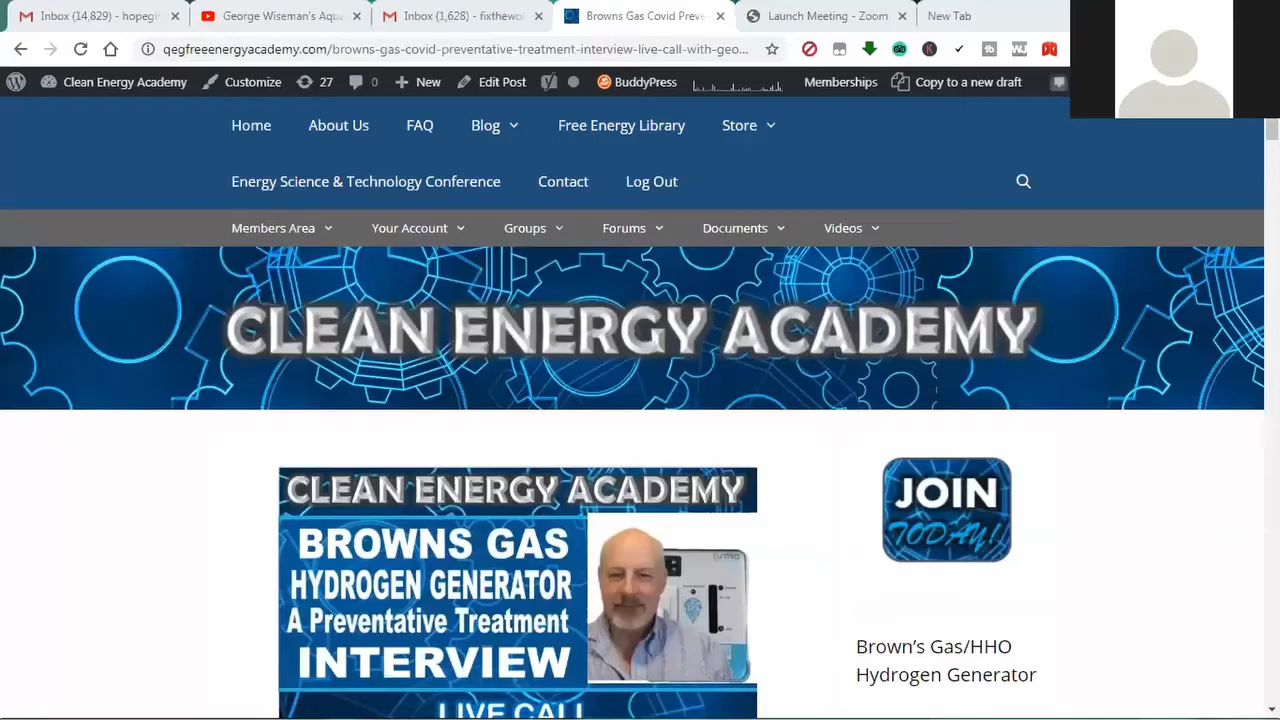 Inbox (14,829) - hopegi
George Wiseman's Aqua
Inbox (1,628) - fixthewo
Browns Gas Covid Preve
Launch Meeting - Zoom
New Tab
qegfreeenergyacademy.com/browns-gas-covid-preventative-treatment-interview-live-call-with-geo...
Clean Energy Academy
Customize
27
0
New
Edit Post
BuddyPress
Memberships
Copy to a new draft
Home
About Us
FAQ
Blog
Free Energy Library
Store
Energy Science & Technology Conference
Contact
Log Out
Members Area
Your Account
Groups
Forums
Documents
Videos
CLEAN ENERGY ACADEMY
CLEAN ENERGY ACADEMY
BROWNS GAS
HYDROGEN GENERATOR
A Preventative Treatment
INTERVIEW
LIVE CALL
JOIN
TODAY!
Brown's Gas/HHO
Hydrogen Generator